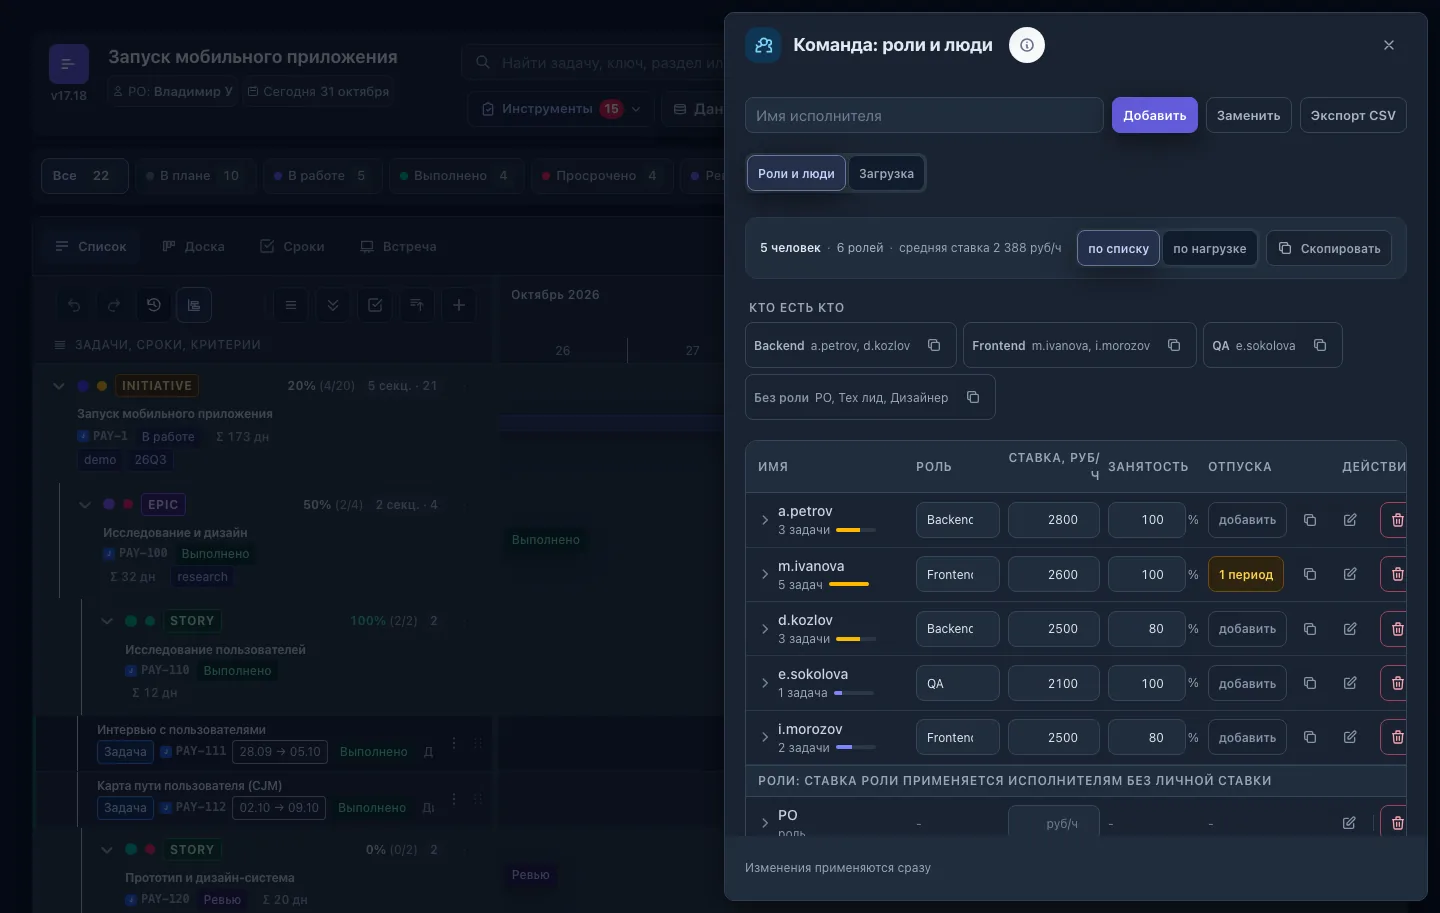 Запуск мобильного приложения
v17.18
PO: Владимир У
Сегодня 31 октября
Найти задачу, ключ, раздел ил
Инструменты 15
Дан
Все 22
В плане 10
В работе 5
Выполнено 4
Просрочено 4
Список
Доска
Сроки
Встреча
Октябрь 2026
ЗАДАЧИ, СРОКИ, КРИТЕРИИ
26
27
INITIATIVE
20% (4/20) 5 секц. · 21
Запуск мобильного приложения
PAY-1 В работе Σ 173 дн
demo 26Q3
EPIC
50% (2/4) 2 секц. · 4
Исследование и дизайн
PAY-100 Выполнено
Σ 32 дн research
Выполнено
STORY
100% (2/2) 2
Исследование пользователей
PAY-110 Выполнено
Σ 12 дн
Интервью с пользователями
Задача PAY-111 28.09 → 05.10 Выполнено
Карта пути пользователя (CJM)
Задача PAY-112 02.10 → 09.10 Выполнено
STORY
0% (0/2) 2
Прототип и дизайн-система
PAY-120 Ревью Σ 20 дн
Ревью
Команда: роли и люди
Имя исполнителя
Добавить
Заменить
Экспорт CSV
Роли и люди
Загрузка
5 человек · 6 ролей · средняя ставка 2 388 руб/ч
по списку
по нагрузке
Скопировать
КТО ЕСТЬ КТО
Backend a.petrov, d.kozlov
Frontend m.ivanova, i.morozov
QA e.sokolova
Без роли PO, Тех лид, Дизайнер
ИМЯ
РОЛЬ
СТАВКА, РУБ/
Ч
ЗАНЯТОСТЬ
ОТПУСКА
ДЕЙСТВИ
a.petrov
3 задачи
Backend
2800
100 %
добавить
m.ivanova
5 задач
Frontend
2600
100 %
1 период
d.kozlov
3 задачи
Backend
2500
80 %
добавить
e.sokolova
1 задача
QA
2100
100 %
добавить
i.morozov
2 задачи
Frontend
2500
80 %
добавить
РОЛИ: СТАВКА РОЛИ ПРИМЕНЯЕТСЯ ИСПОЛНИТЕЛЯМ БЕЗ ЛИЧНОЙ СТАВКИ
PO
роль
-
руб/ч
-
-
Изменения применяются сразу